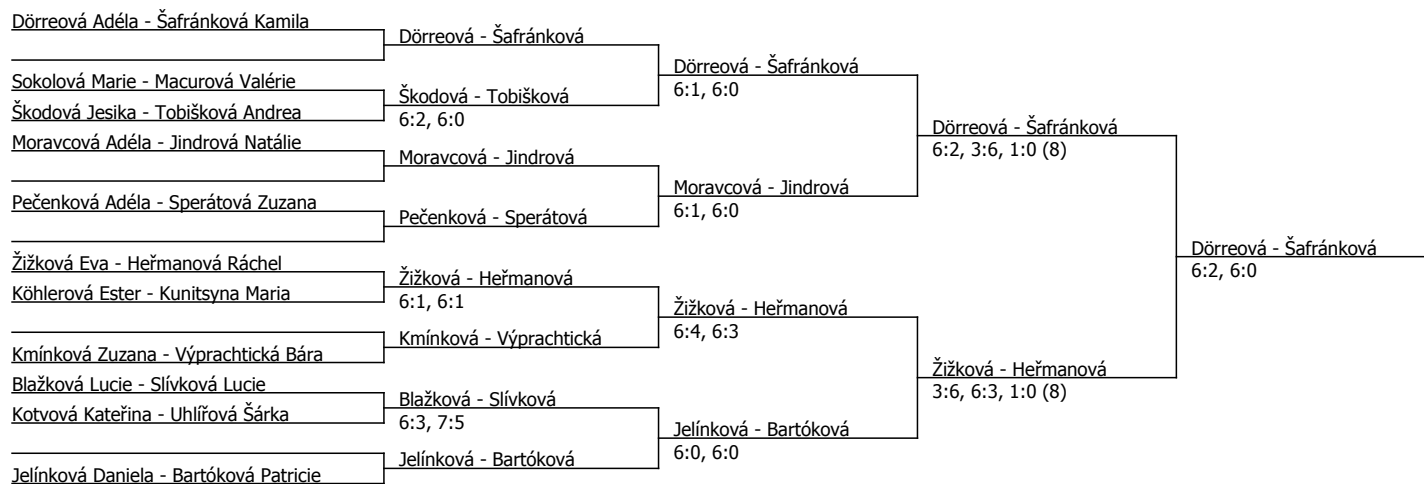 Dörreová Adéla - Šafránková Kamila
Sokolová Marie - Macurová Valérie
Škodová Jesika - Tobišková Andrea
Moravcová Adéla - Jindrová Natálie
Pečenková Adéla - Sperátová Zuzana
Žižková Eva - Heřmanová Ráchel
Köhlerová Ester - Kunitsyna Maria
Kmínková Zuzana - Výprachtická Bára
Blažková Lucie - Slívková Lucie
Kotvová Kateřina - Uhlířová Šárka
Jelínková Daniela - Bartóková Patricie
Dörreová - Šafránková
Škodová - Tobišková
6:2, 6:0
Moravcová - Jindrová
Pečenková - Sperátová
Žižková - Heřmanová
6:1, 6:1
Kmínková - Výprachtická
Blažková - Slívková
6:3, 7:5
Jelínková - Bartóková
Dörreová - Šafránková
6:1, 6:0
Moravcová - Jindrová
6:1, 6:0
Žižková - Heřmanová
6:4, 6:3
Jelínková - Bartóková
6:0, 6:0
Dörreová - Šafránková
6:2, 3:6, 1:0 (8)
Žižková - Heřmanová
3:6, 6:3, 1:0 (8)
Dörreová - Šafránková
6:2, 6:0